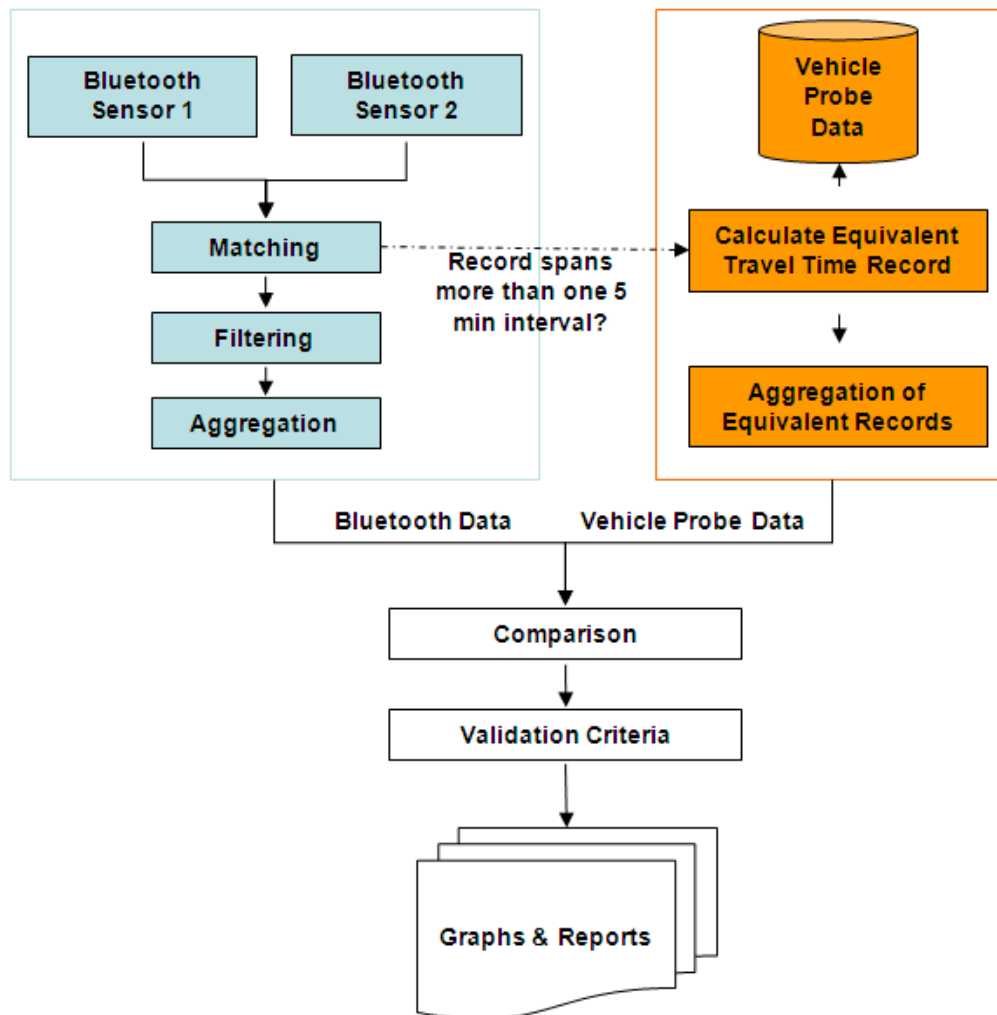 Bluetooth
Sensor 1
Bluetooth
Sensor 2
Vehicle
Probe
Data
Matching
Record spans
more than one 5
min interval?
Calculate Equivalent
Travel Time Record
Filtering
Aggregation
Aggregation of
Equivalent Records
Bluetooth Data
Vehicle Probe Data
Comparison
Validation Criteria
Graphs & Reports